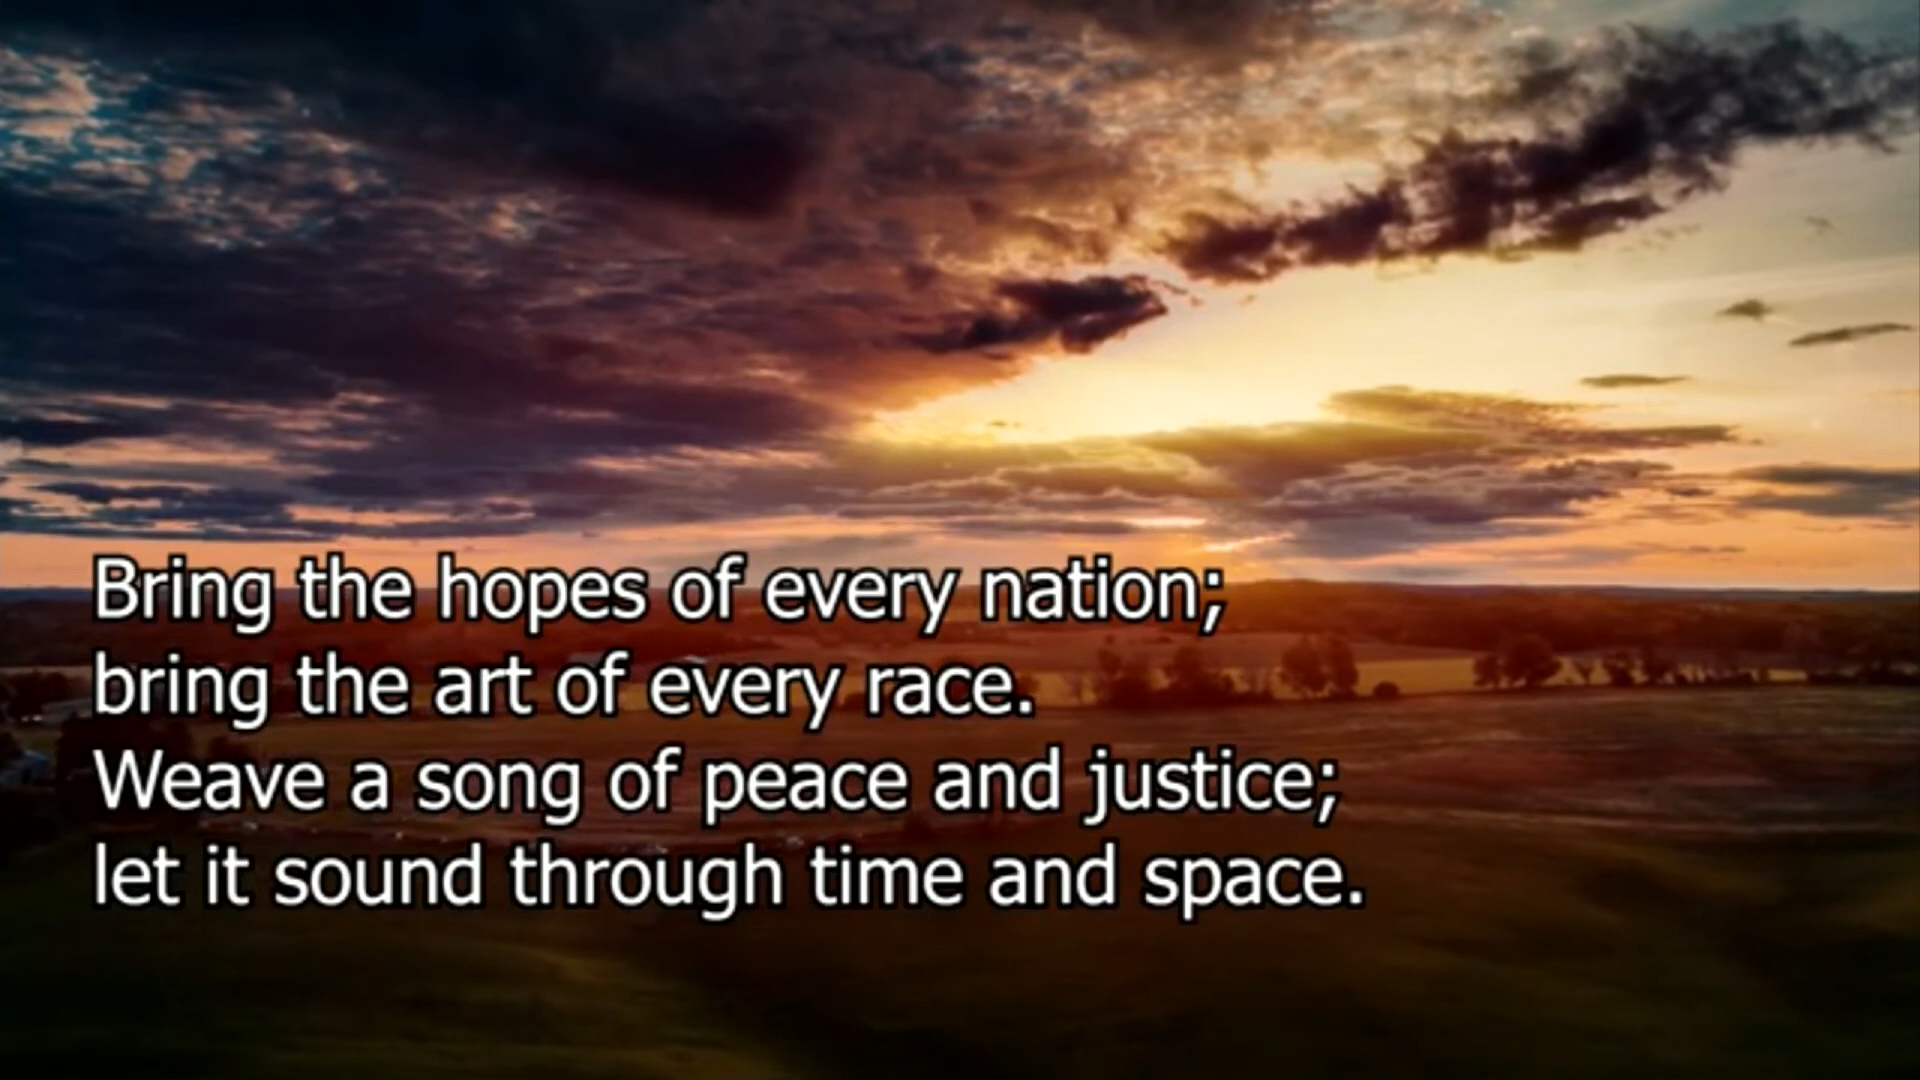 Bring the hopes of every nation;
bring the art of every race.
Weave a song of peace and justice;
let it sound through time and space.